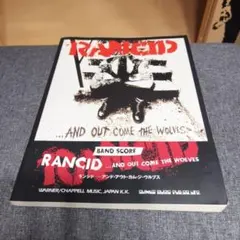 RANCID
...AND OUT COME THE WOLVES
BAND SCORE
RANCID ...AND OUT COME THE WOLVES
ランシド アンド・アウト・カム・ジ・ウルブス
WARNER/CHAPPELL MUSIC, JAPAN K.K.